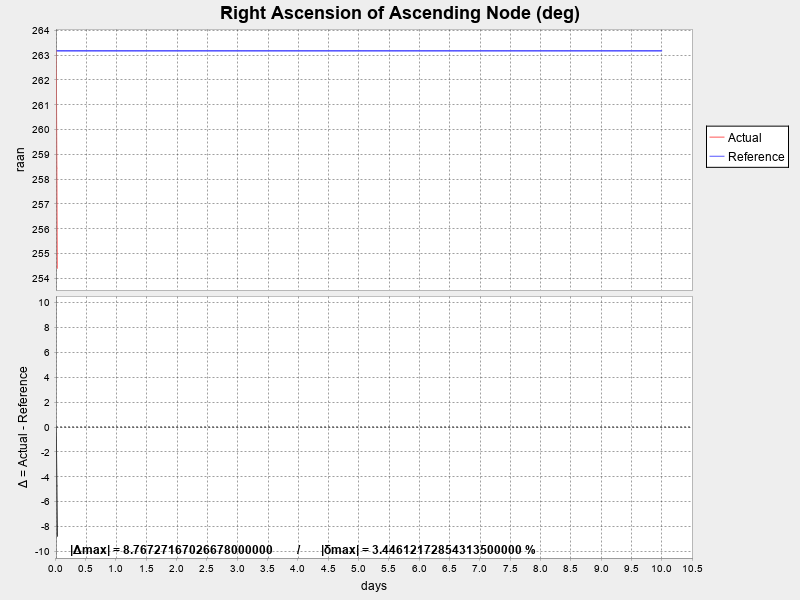 Right Ascension of Ascending Node (deg)
264
263
262
261
260
259
258
257
256
255
254
raan
Actual
Reference
10
8
6
4
2
0
-2
-4
-6
-8
-10
Δ = Actual - Reference
|Δmax| = 8.76727167026678000000 / |δmax| = 3.44612172854313500000 %
0.0 0.5 1.0 1.5 2.0 2.5 3.0 3.5 4.0 4.5 5.0 5.5 6.0 6.5 7.0 7.5 8.0 8.5 9.0 9.5 10.0 10.5
days